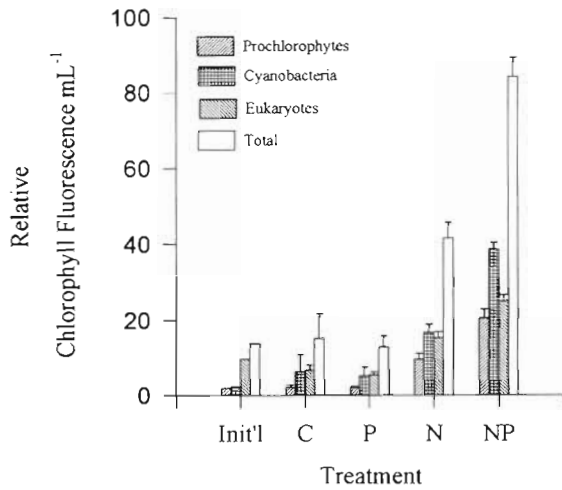 100
80
60
40
20
0
Relative
Chlorophyll Fluorescence mL⁻¹
Prochlorophytes
Cyanobacteria
Eukaryotes
Total
Init'l C P N NP
Treatment